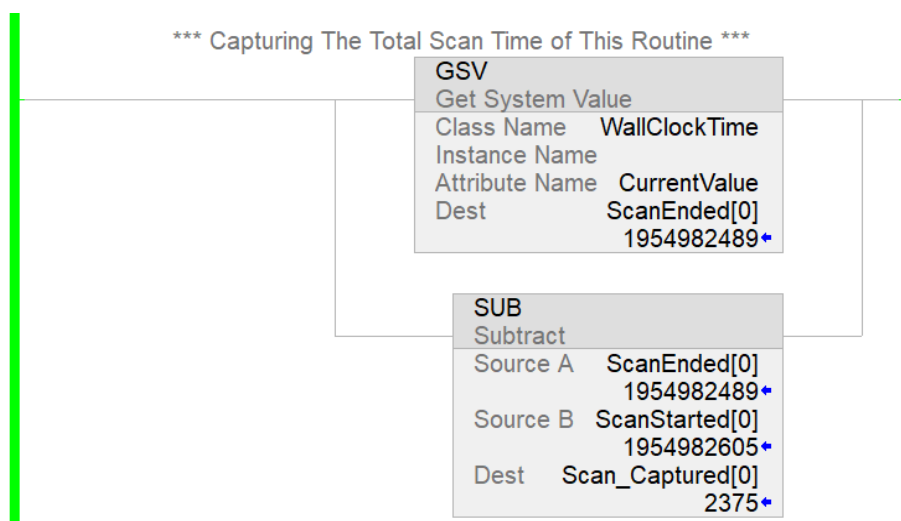 *** Capturing The Total Scan Time of This Routine ***
GSV
Get System Value
Class Name WallClockTime
Instance Name
Attribute Name CurrentValue
Dest ScanEnded[0]
1954982489
SUB
Subtract
Source A ScanEnded[0]
1954982489
Source B ScanStarted[0]
1954982605
Dest Scan_Captured[0]
2375